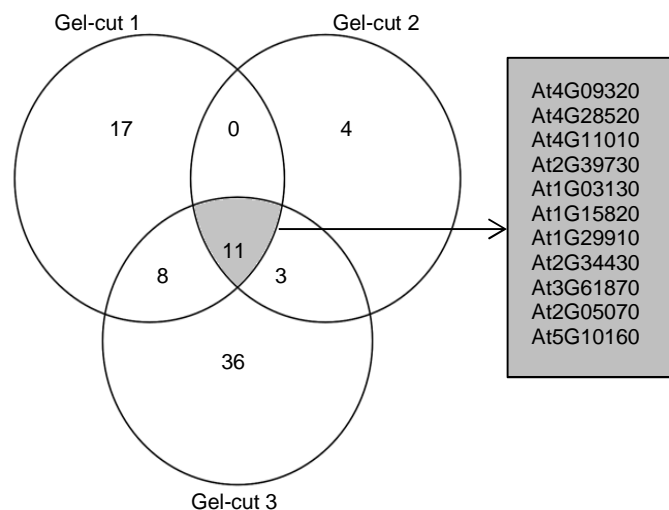 Gel-cut 1
Gel-cut 2
17
0
4
11
8
3
36
Gel-cut 3
At4G09320
At4G28520
At4G11010
At2G39730
At1G03130
At1G15820
At1G29910
At2G34430
At3G61870
At2G05070
At5G10160